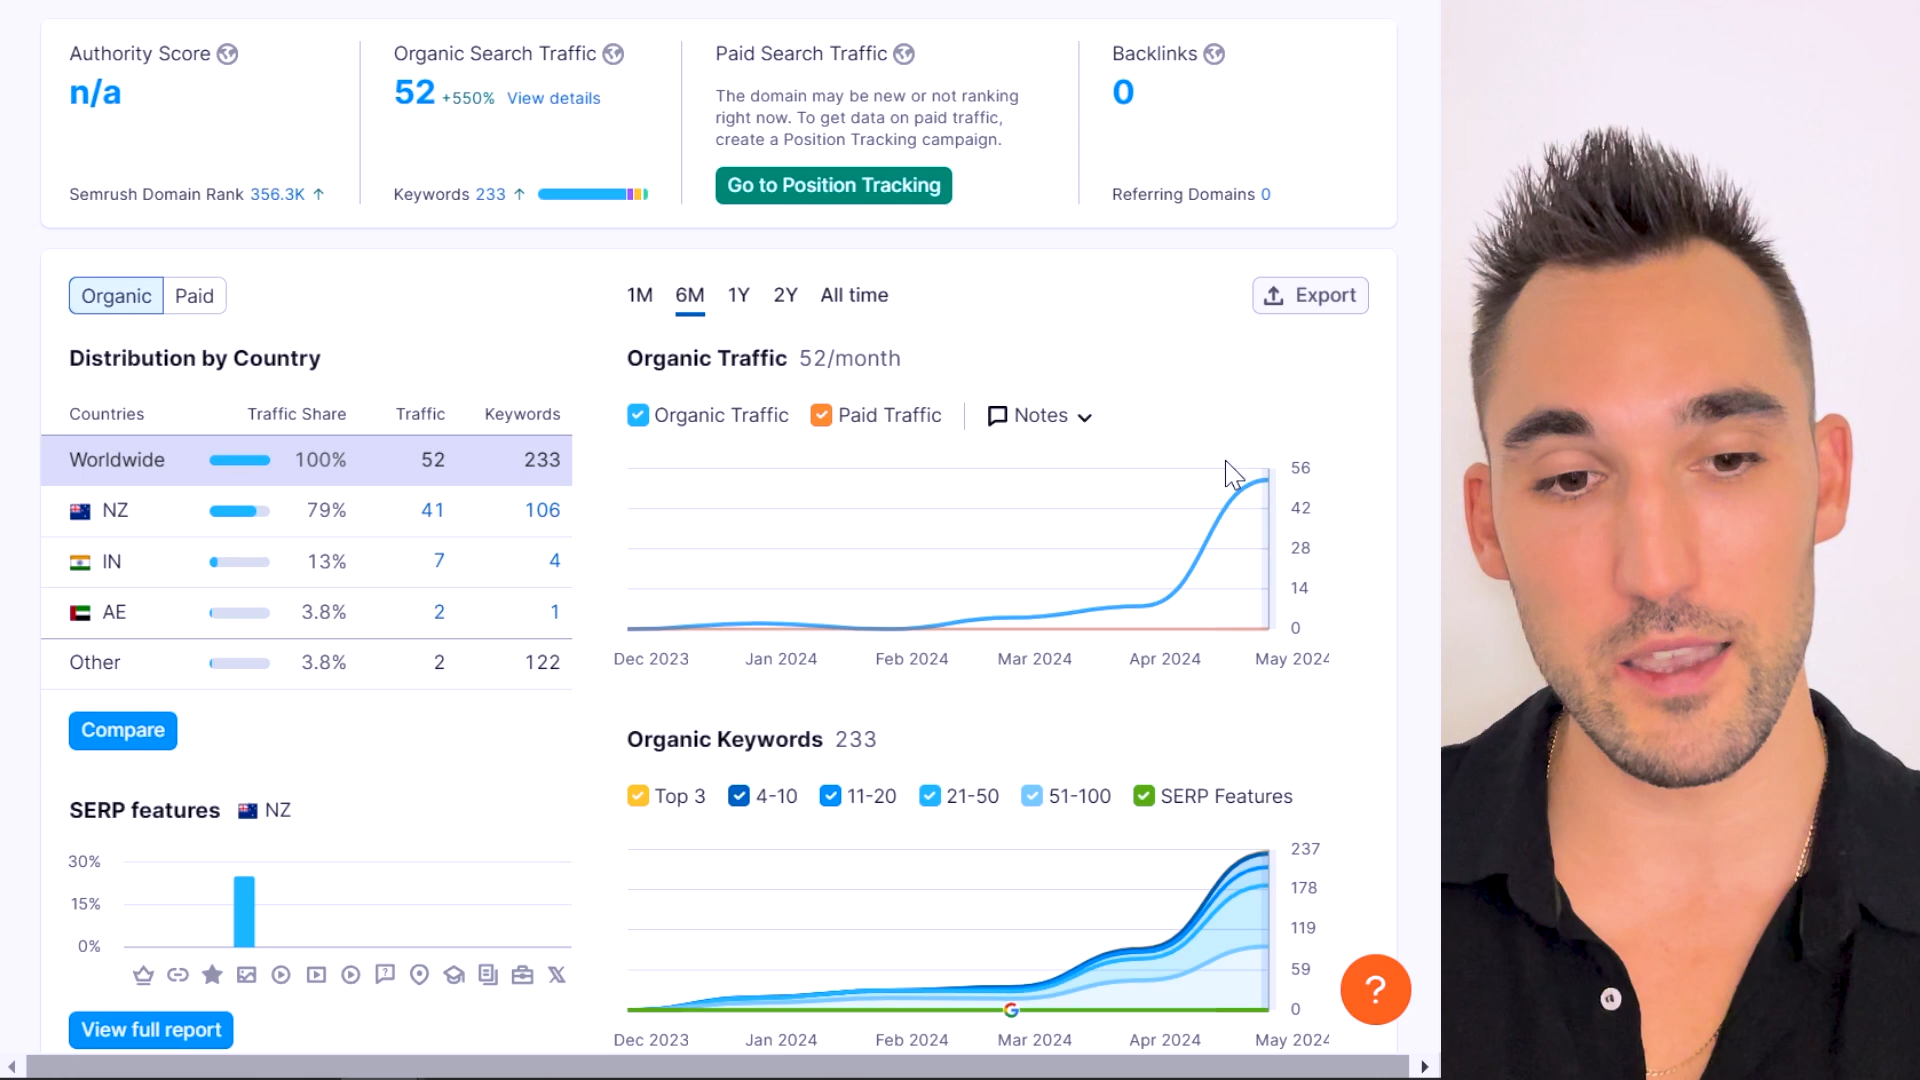 Authority Score
n/a
Semrush Domain Rank 356.3K ↑
Organic Search Traffic
52 +550% View details
Keywords 233 ↑
Paid Search Traffic
The domain may be new or not ranking
right now. To get data on paid traffic,
create a Position Tracking campaign.
Go to Position Tracking
Backlinks
0
Referring Domains 0
Organic Paid
Distribution by Country
Countries Traffic Share Traffic Keywords
Worldwide 100% 52 233
NZ 79% 41 106
IN 13% 7 4
AE 3.8% 2 1
Other 3.8% 2 122
Compare
SERP features NZ
30%
15%
0%
View full report
1M 6M 1Y 2Y All time
Export
Organic Traffic 52/month
Organic Traffic Paid Traffic Notes
56
42
28
14
0
Dec 2023 Jan 2024 Feb 2024 Mar 2024 Apr 2024 May 2024
Organic Keywords 233
Top 3 4-10 11-20 21-50 51-100 SERP Features
237
178
119
59
0
G
Dec 2023 Jan 2024 Feb 2024 Mar 2024 Apr 2024 May 2024
?